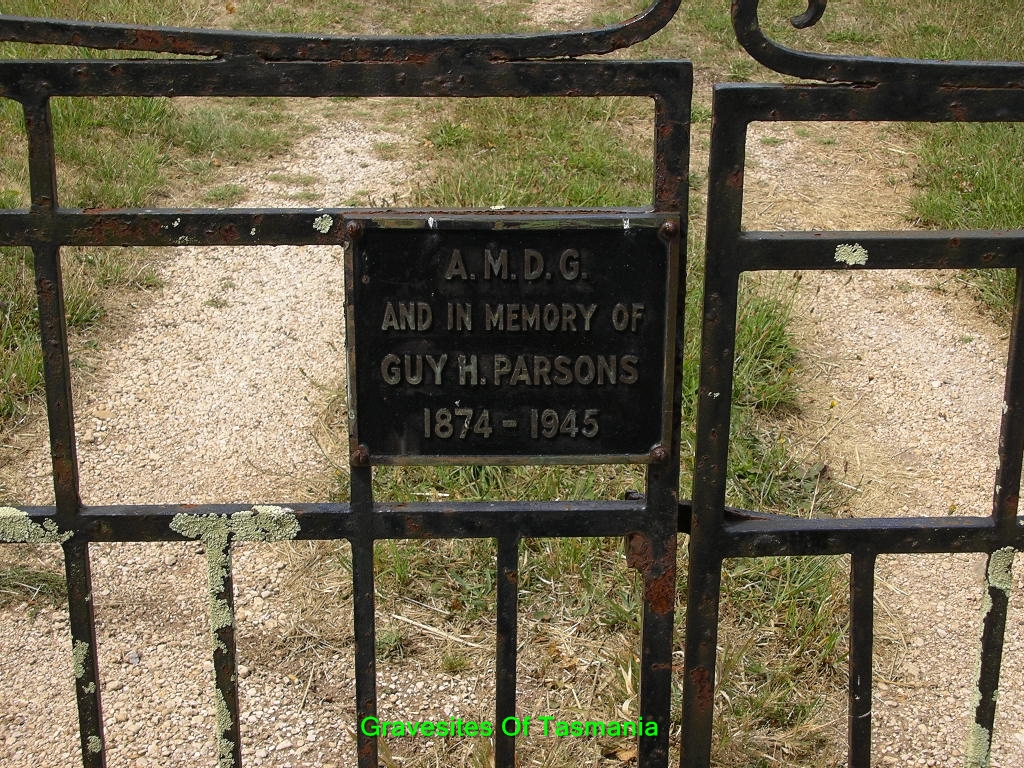 A. M. D. G.
AND IN MEMORY OF
GUY H. PARSONS
1874 - 1945
Gravesites Of Tasmania